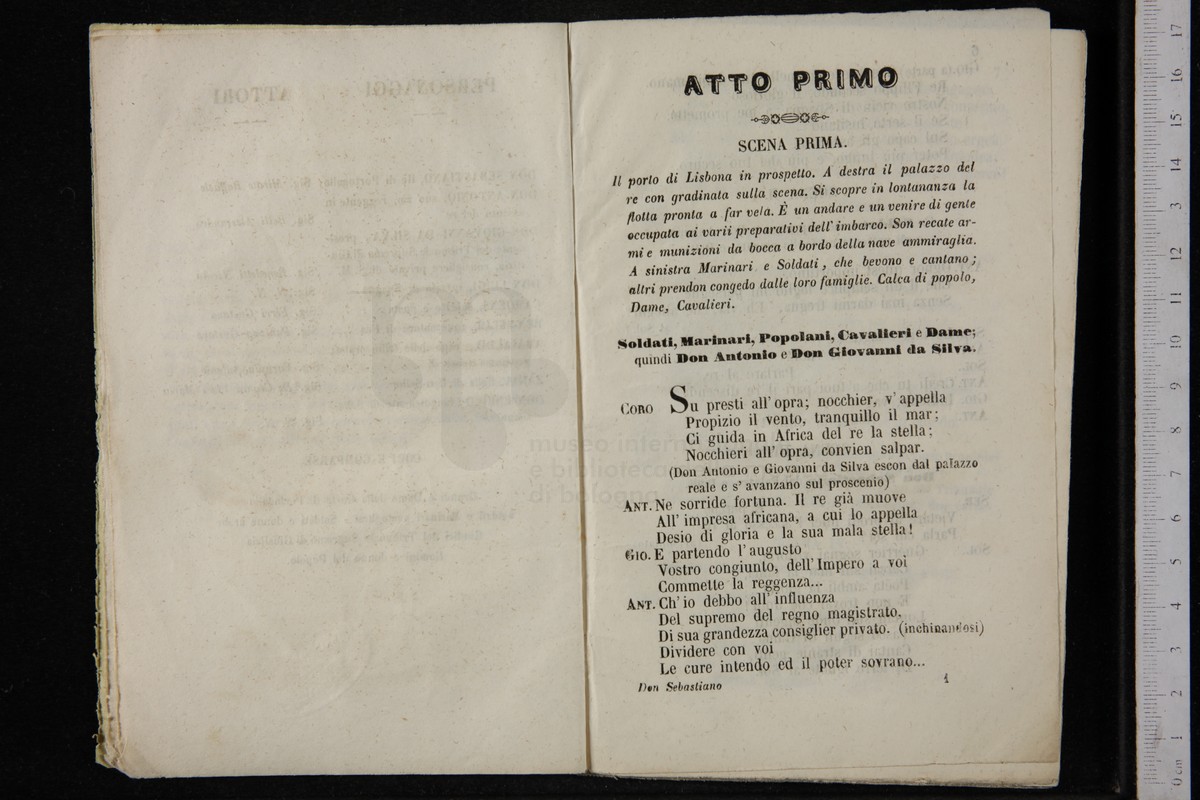 ATTO PRIMO
SCENA PRIMA.
Il porto di Lisbona in prospetto. A destra il palazzo del
re con gradinata sulla scena. Si scopre in lontananza la
flotta pronta a far vela. È un andare e un venire di gente
occupata ai varii preparativi dell' imbarco. Son recate ar-
mi e munizioni da bocca a bordo della nave ammiraglia.
A sinistra Marinari e Soldati, che bevono e cantano;
altri prendon congedo dalle loro famiglie. Calca di popolo,
Dame, Cavalieri.
Soldati, Marinari, Popolani, Cavalieri e Dame;
quindi Don Antonio e Don Giovanni da Silva.
CORO Su presti all' opra; nocchier, v' appella
Propizio il vento, tranquillo il mar;
Ci guida in Africa del re la stella;
Nocchieri all' opra, convien salpar.
(Don Antonio e Giovanni da Silva escon dal palazzo
reale e s' avanzano sul proscenio)
ANT. Ne sorride fortuna. Il re già muove
All' impresa africana, a cui lo appella
Desio di gloria e la sua mala stella!
GIO. E partendo l' augusto
Vostro congiunto, dell' Impero a voi
Commette la reggenza...
ANT. Ch' io debbo all' influenza
Del supremo del regno magistrato,
Di sua grandezza consiglier privato. (inchinandosi)
Dividere con voi
Le cure intendo ed il poter sovrano...
Don Sebastiano 1